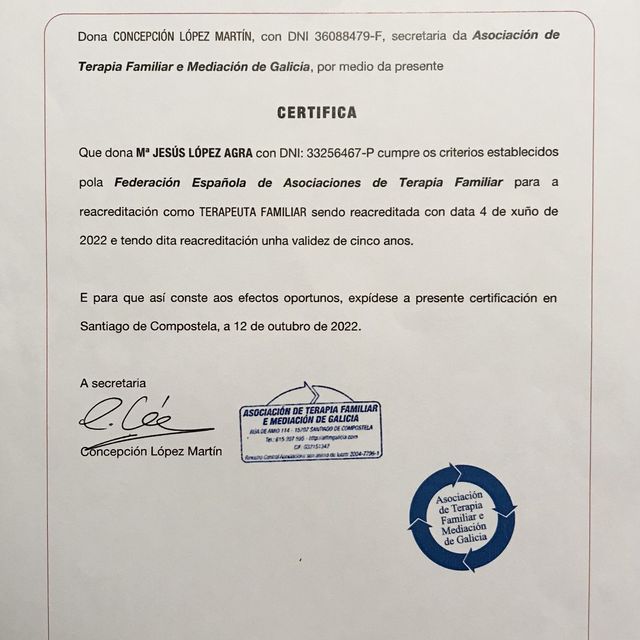 Dona CONCEPCIÓN LÓPEZ MARTÍN, con DNI 36088479-F, secretaria da Asociación de
Terapia Familiar e Mediación de Galicia, por medio da presente
CERTIFICA
Que dona Mª JESÚS LÓPEZ AGRA con DNI: 33256467-P cumpre os criterios establecidos
pola Federación Española de Asociaciones de Terapia Familiar para a
reacreditación como TERAPEUTA FAMILIAR sendo reacreditada con data 4 de xuño de
2022 e tendo dita reacreditación unha validez de cinco anos.
E para que así conste aos efectos oportunos, expídese a presente certificación en
Santiago de Compostela, a 12 de outubro de 2022.
A secretaria
Concepción López Martín
ASOCIACIÓN DE TERAPIA FAMILIAR
E MEDIACIÓN DE GALICIA
114 - 15707 SANTIAGO DE COMPOSTELA
Asociación
de Terapia
Familiar e
Mediación
de Galicia